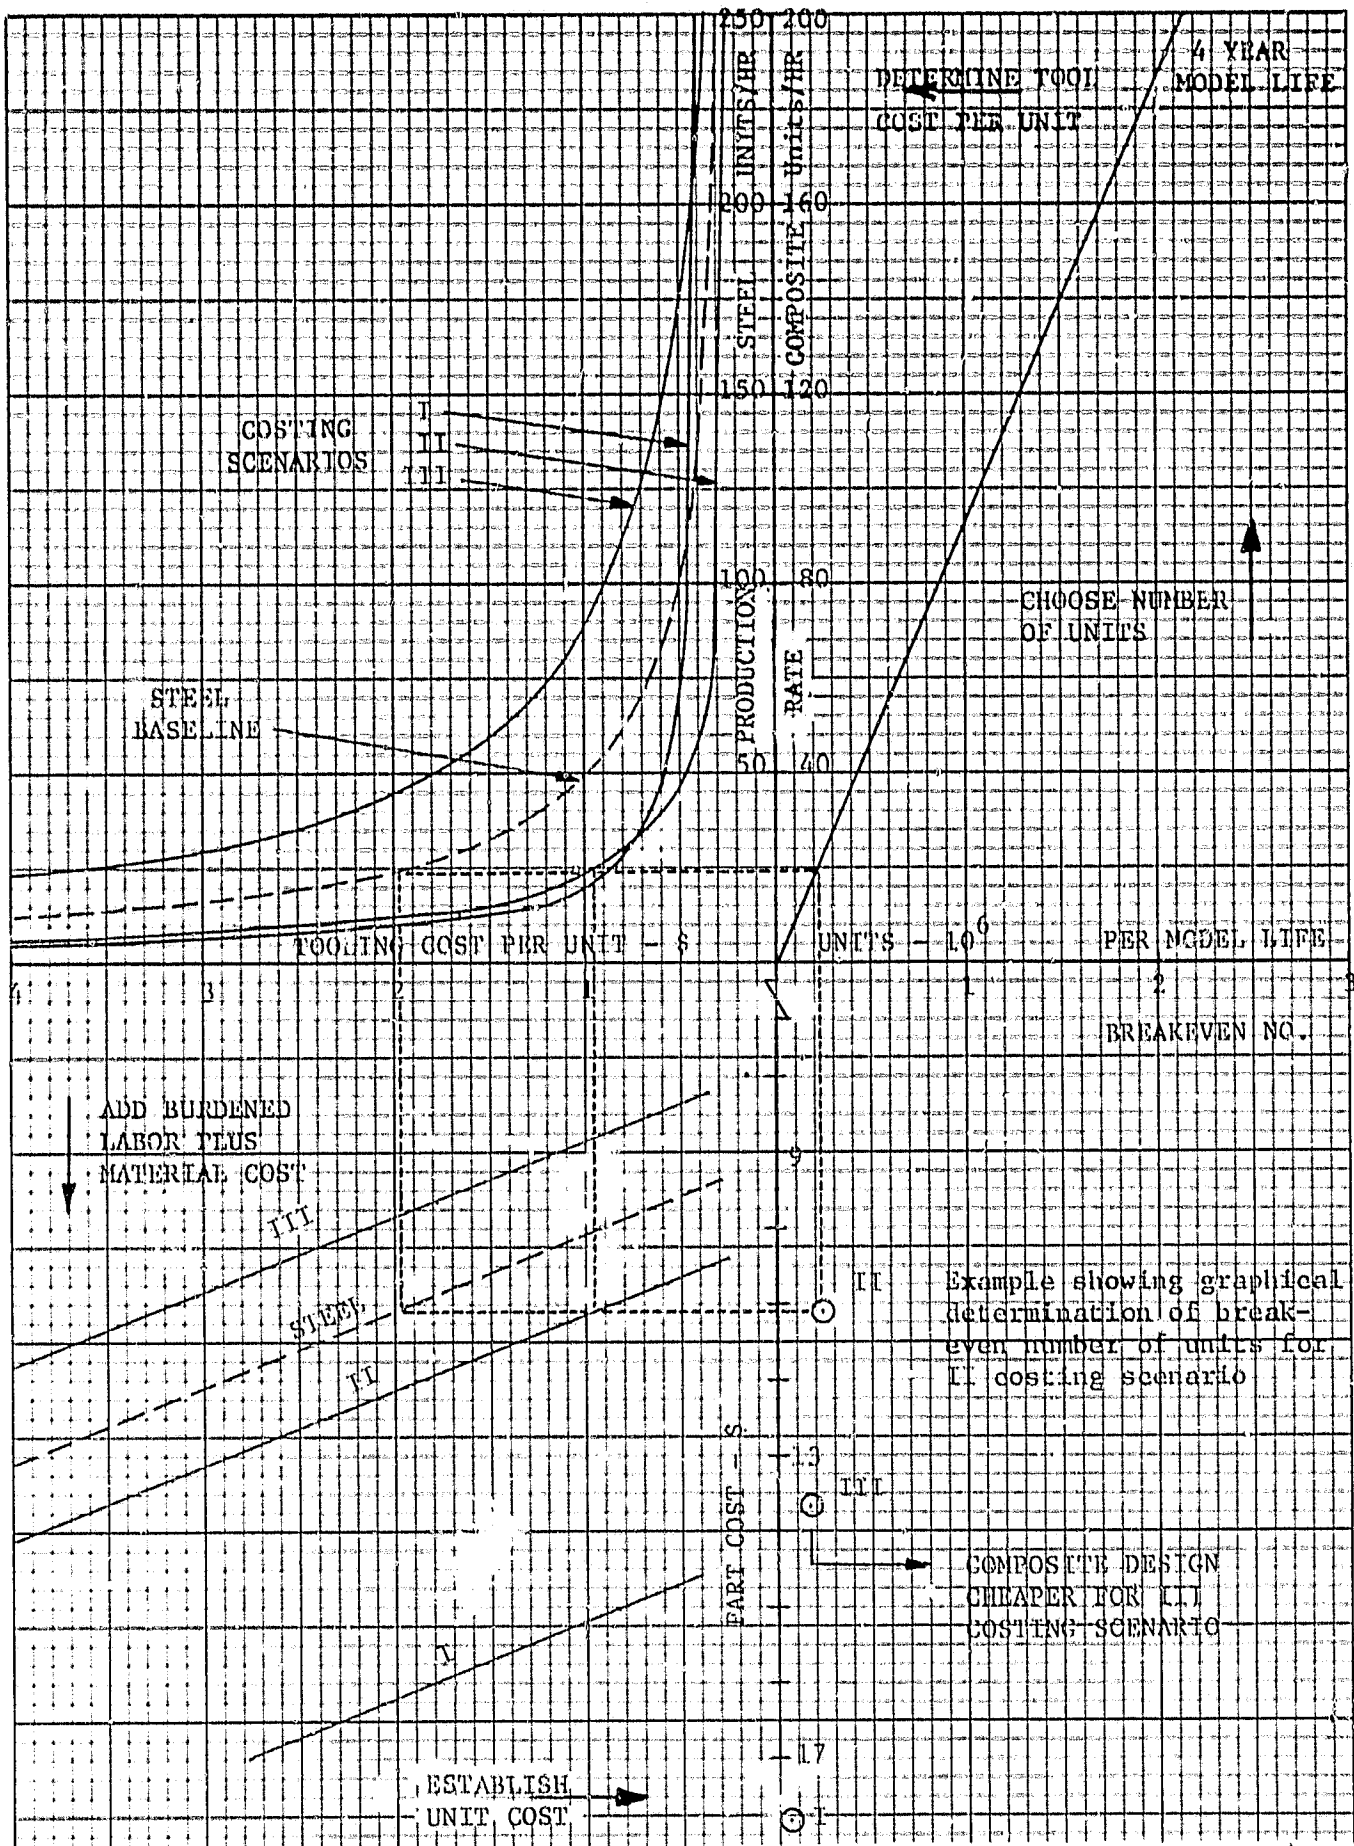 250 200
4 YEAR
MODEL LIFE
DETERMINE TOOL
COST PER UNIT
STEEL UNITS/HR
COMPOSITE Units/HR
200 160
150 120
COSTING
SCENARIOS
I
II
III
100 80
CHOOSE NUMBER
OF UNITS
PRODUCTION
RATE
STEEL
BASELINE
50 40
TOOLING COST PER UNIT - $
UNITS - 10^6
PER MODEL LIFE
4 3 2 1 1 2 3
BREAKEVEN NO.
ADD BURDENED
LABOR PLUS
MATERIAL COST
9
III
STEEL
II
II
Example showing graphical
determination of break-
even number of units for
II costing scenario
PART COST - $
13
III
COMPOSITE DESIGN
CHEAPER FOR III
COSTING SCENARIO
I
17
ESTABLISH
UNIT COST
I